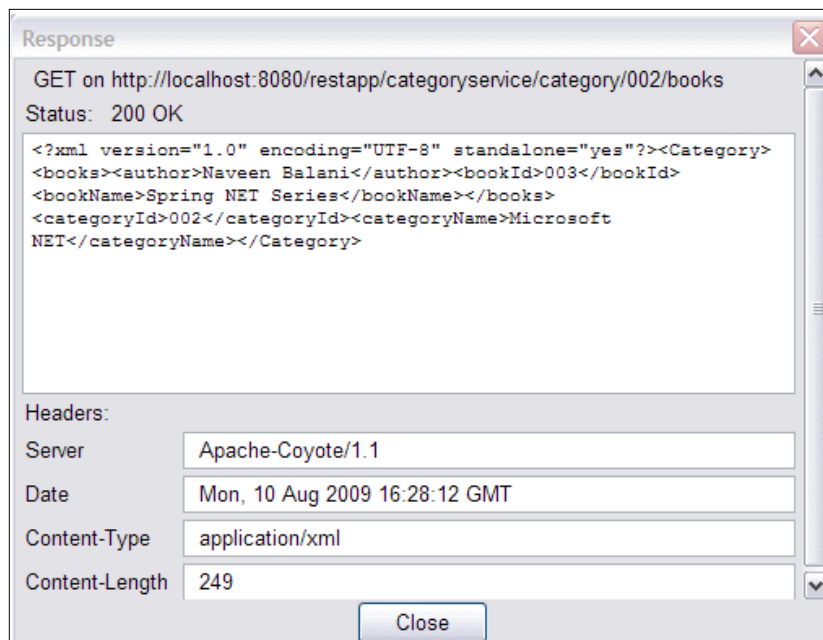 Response
GET on http://localhost:8080/restapp/categoryservice/category/002/books
Status: 200 OK
<?xml version="1.0" encoding="UTF-8" standalone="yes"?><Category>
<books><author>Naveen Balani</author><bookId>003</bookId>
<bookName>Spring NET Series</bookName></books>
<categoryId>002</categoryId><categoryName>Microsoft
NET</categoryName></Category>
Headers:
Server Apache-Coyote/1.1
Date Mon, 10 Aug 2009 16:28:12 GMT
Content-Type application/xml
Content-Length 249
Close